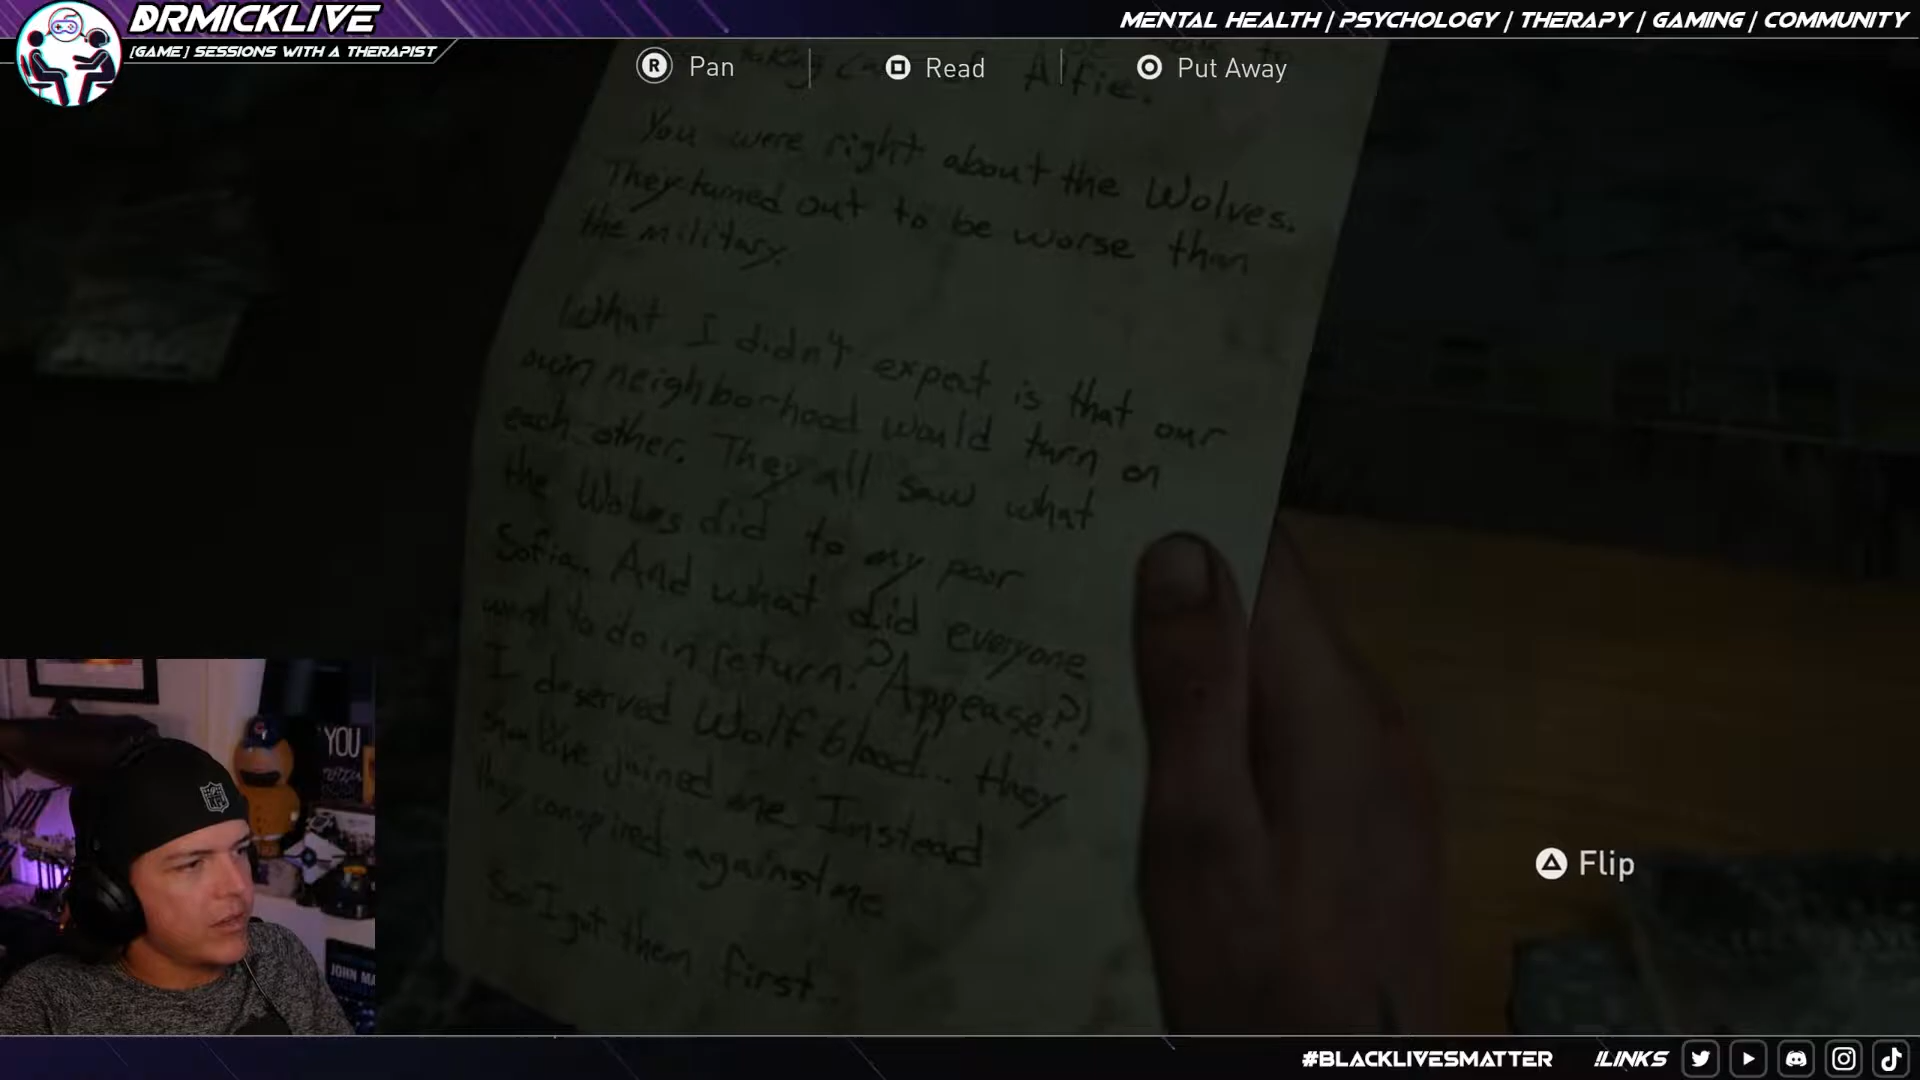 DRMICKLIVE
[GAME] SESSIONS WITH A THERAPIST
MENTAL HEALTH | PSYCHOLOGY | THERAPY | GAMING | COMMUNITY
R Pan
Read
Put Away
taking Alfie.
You were right about the Wolves.
They turned out to be worse than
the military.
What I didn't expect is that our
own neighborhood would turn on
each other. They all saw what
the Wolves did to my poor
Sofia. And what did everyone
want to do in return? Appease?!
I deserved Wolf blood... they
should've joined me Instead
they conspired against me
So I got them first...
Flip
YOU
JOHN MA
#BLACKLIVESMATTER
!LINKS